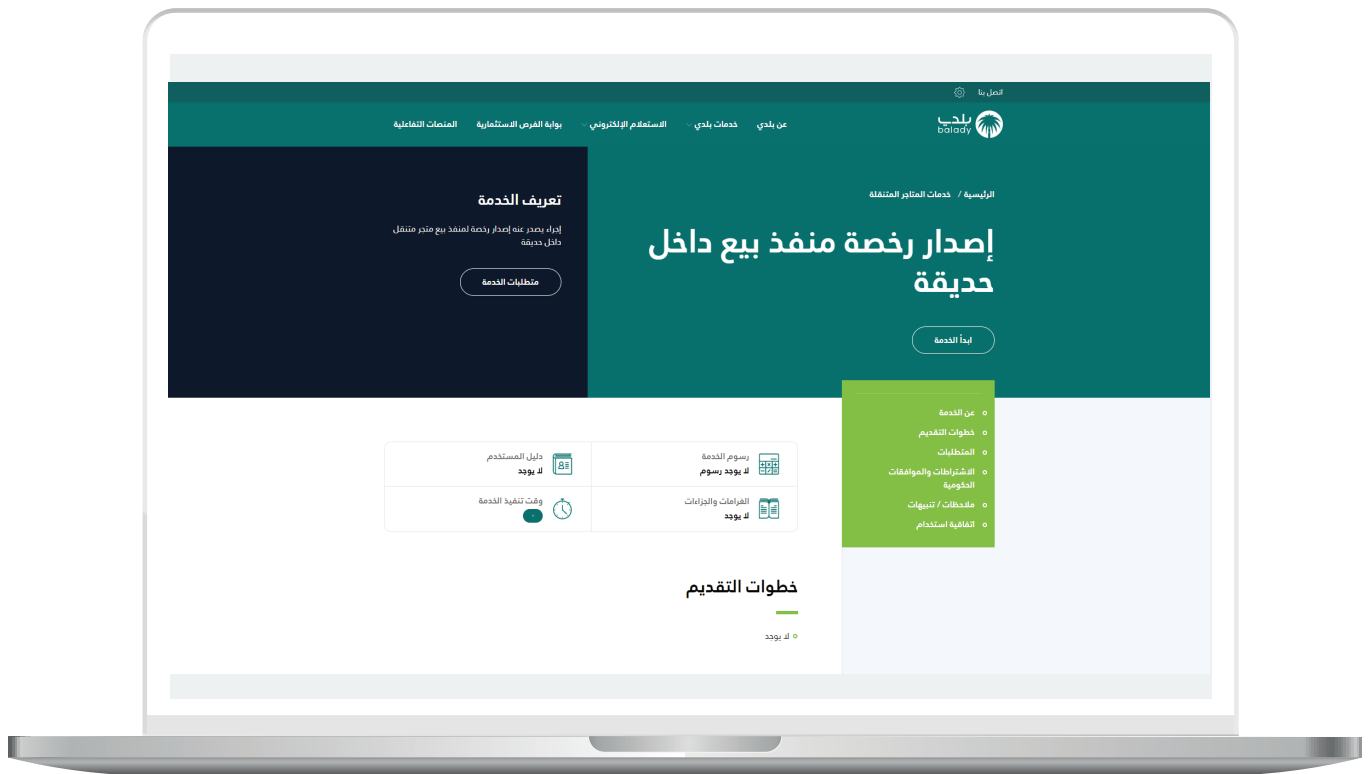 اتصل بنا
بلدي
balady
عن بلدي
خدمات بلدي
الاستعلام الإلكتروني
بوابة الفرص الاستثمارية
المنصات التفاعلية
الرئيسية / خدمات المتاجر المتنقلة
إصدار رخصة منفذ بيع داخل
حديقة
ابدأ الخدمة
تعريف الخدمة
إجراء يصدر عنه إصدار رخصة لمنفذ بيع متجر متنقل
داخل حديقة
متطلبات الخدمة
عن الخدمة
خطوات التقديم
المتطلبات
الاشتراطات والموافقات
الحكومية
ملاحظات / تنبيهات
اتفاقية استخدام
رسوم الخدمة
لا يوجد رسوم
دليل المستخدم
لا يوجد
الغرامات والجزاءات
لا يوجد
وقت تنفيذ الخدمة
-
خطوات التقديم
لا يوجد